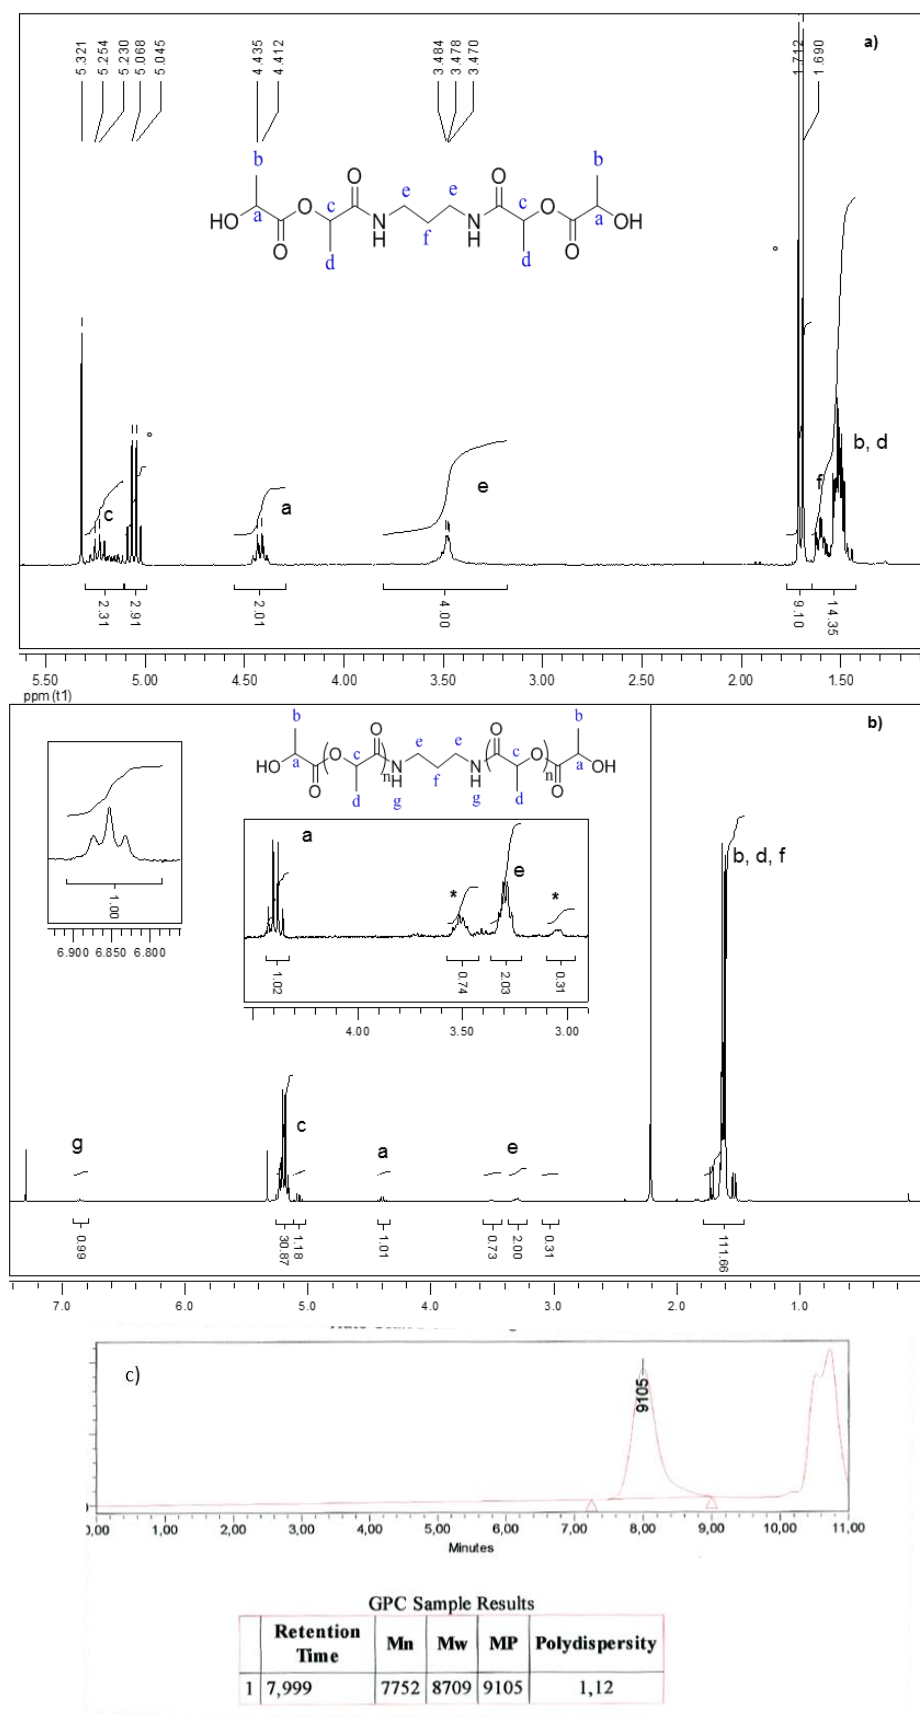 5.321
5.254
5.230
5.068
5.045
4.435
4.412
3.484
3.478
3.470
1.712
1.690
a)
b
b
O
O
e
e
HO
a
O
c
N
H
f
N
H
c
O
a
OH
O
d
d
O
b, d
f
e
a
c
2.31
2.91
2.01
4.00
9.10
14.35
5.50 5.00 4.50 4.00 3.50 3.00 2.50 2.00 1.50
ppm (t1)
b)
b
b
O
O
e
e
HO
a
O
c
n
N
H
f
N
H
c
O
n
a
OH
O
d
g
g
d
O
1.00
6.900 6.850 6.800
a
*
e
*
1.02
0.74
2.03
0.31
4.00 3.50 3.00
b, d, f
g
c
a
e
0.99
30.87
1.18
1.01
0.73
2.00
0.31
111.66
7.0 6.0 5.0 4.0 3.0 2.0 1.0
c)
9105
0,00 1,00 2,00 3,00 4,00 5,00 6,00 7,00 8,00 9,00 10,00 11,00
Minutes
GPC Sample Results
Retention Time Mn Mw MP Polydispersity
1 7,999 7752 8709 9105 1,12